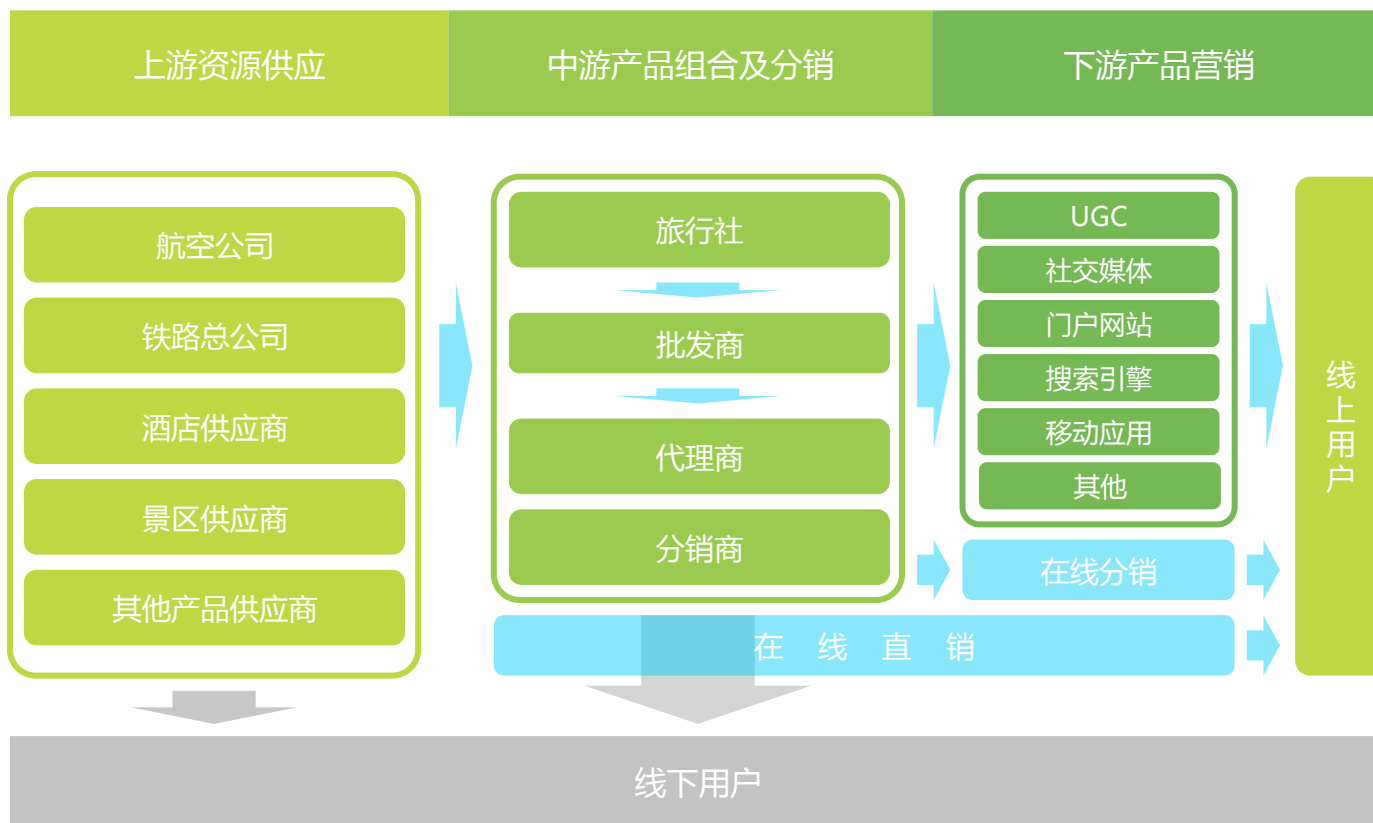 上游资源供应
中游产品组合及分销
下游产品营销
航空公司
铁路总公司
酒店供应商
景区供应商
其他产品供应商
旅行社
批发商
代理商
分销商
UGC
社交媒体
门户网站
搜索引擎
移动应用
其他
在线分销
在线直销
线上用户
线下用户